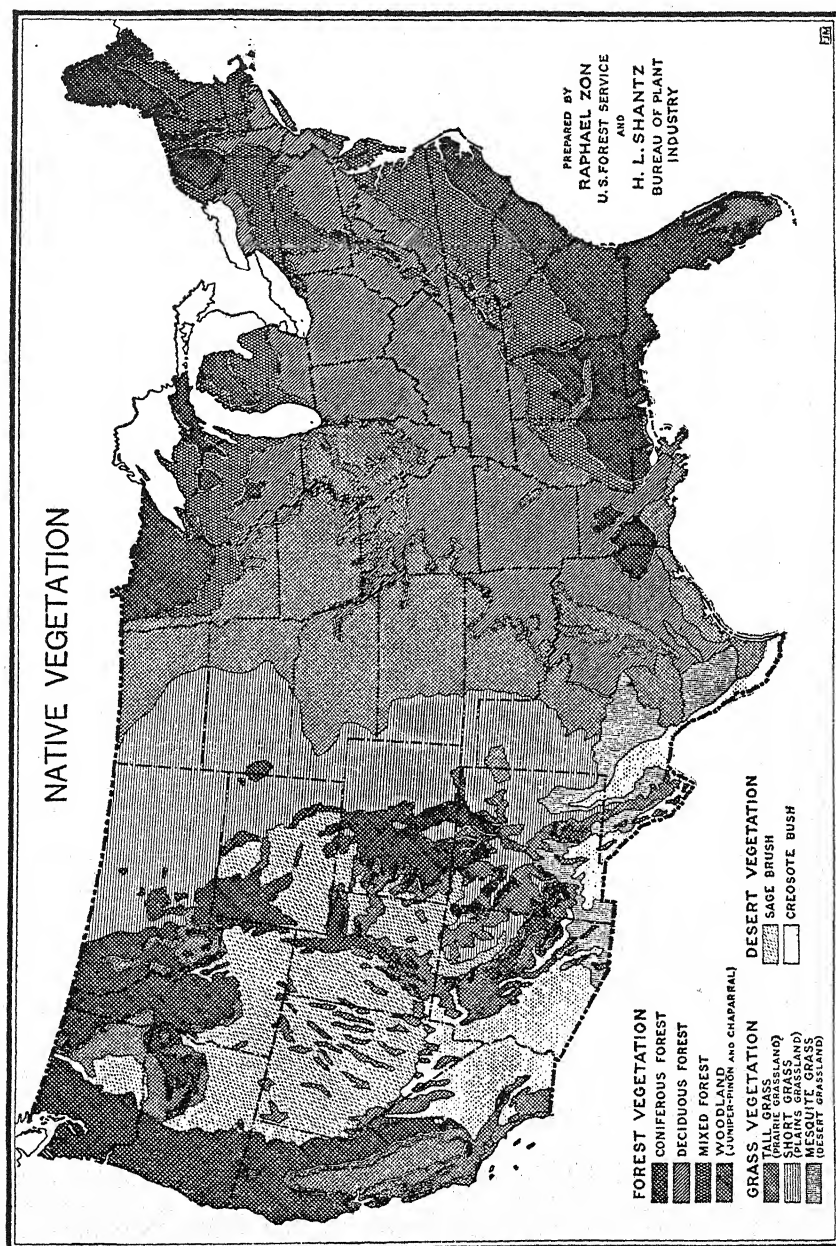 NATIVE VEGETATION
PREPARED BY
RAPHAEL ZON
U.S. FOREST SERVICE
AND
H. L. SHANTZ
BUREAU OF PLANT
INDUSTRY
FOREST VEGETATION
CONIFEROUS FOREST
DECIDUOUS FOREST
MIXED FOREST
WOODLAND
(JUNIPER-PIÑON AND CHAPARRAL)
GRASS VEGETATION
TALL GRASS
(PRAIRIE GRASSLAND)
SHORT GRASS
(PLAINS GRASSLAND)
MESQUITE GRASS
(DESERT GRASSLAND)
DESERT VEGETATION
SAGE BRUSH
CREOSOTE BUSH